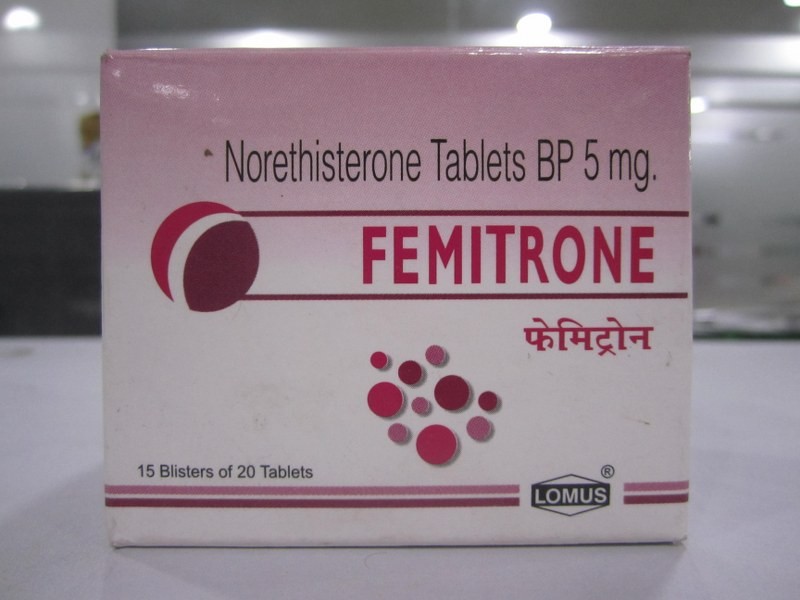 Norethisterone Tablets BP 5 mg.
FEMITRONE
फेमिट्रोन
15 Blisters of 20 Tablets
LOMUS ®